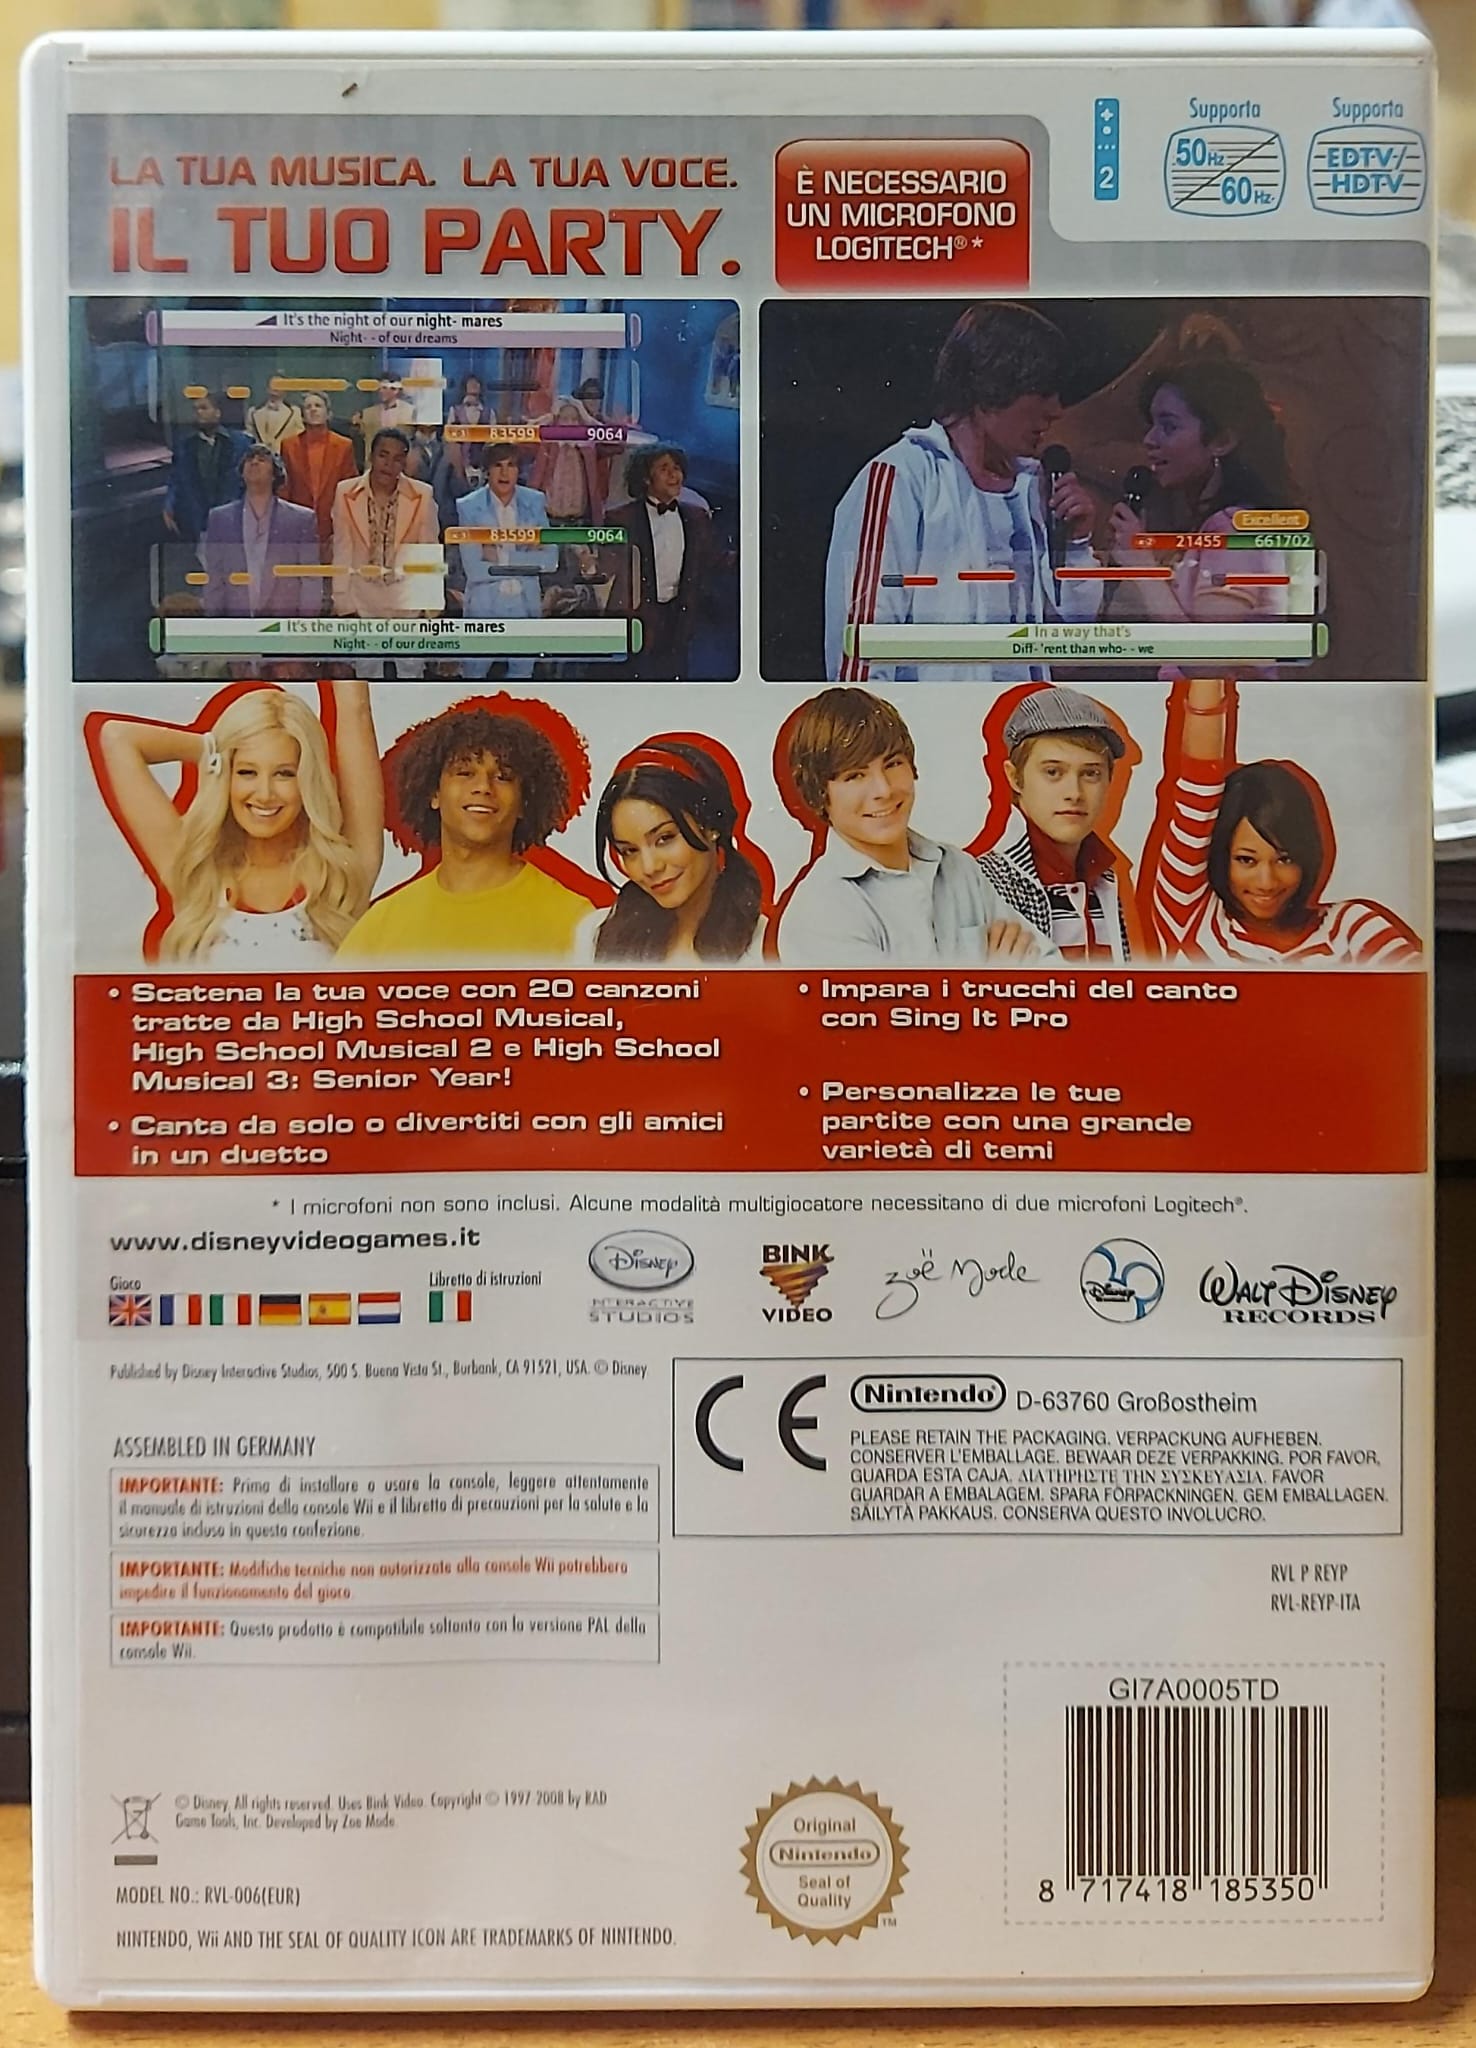 LA TUA MUSICA. LA TUA VOCE.
IL TUO PARTY.
È NECESSARIO
UN MICROFONO
LOGITECH®*
2
Supporta
50Hz
60Hz
Supporta
EDTV/
HDTV
It's the night of our night- mares
Night- - of our dreams
83599 9064
83599 9064
It's the night of our night- mares
Night- - of our dreams
Excellent
x2 21455 661702
In a way that's
Diff- 'rent than who- - we
• Scatena la tua voce con 20 canzoni
tratte da High School Musical,
High School Musical 2 e High School
Musical 3: Senior Year!
• Canta da solo o divertiti con gli amici
in un duetto
• Impara i trucchi del canto
con Sing It Pro
• Personalizza le tue
partite con una grande
varietà di temi
* I microfoni non sono inclusi. Alcune modalità multigiocatore necessitano di due microfoni Logitech®.
www.disneyvideogames.it
Gioco
Libretto di istruzioni
Disney
INTERACTIVE
STUDIOS
BINK
VIDEO
zoë mode
Disney
WALT DISNEY
RECORDS
Published by Disney Interactive Studios, 500 S. Buena Vista St., Burbank, CA 91521, USA. © Disney
ASSEMBLED IN GERMANY
IMPORTANTE: Prima di installare o usare la console, leggere attentamente
il manuale di istruzioni della console Wii e il libretto di precauzioni per la salute e la
sicurezza incluso in questa confezione.
IMPORTANTE: Modifiche tecniche non autorizzate alla console Wii potrebbero
impedire il funzionamento del gioco.
IMPORTANTE: Questo prodotto è compatibile soltanto con la versione PAL della
console Wii.
CE
Nintendo® D-63760 Großostheim
PLEASE RETAIN THE PACKAGING. VERPACKUNG AUFHEBEN.
CONSERVER L'EMBALLAGE. BEWAAR DEZE VERPAKKING. POR FAVOR,
GUARDA ESTA CAJA. ΔΙΑΤΗΡΗΣΤΕ ΤΗΝ ΣΥΣΚΕΥΑΣΙΑ. FAVOR
GUARDAR A EMBALAGEM. SPARA FÖRPACKNINGEN. GEM EMBALLAGEN.
SÄILYTÄ PAKKAUS. CONSERVA QUESTO INVOLUCRO.
RVL P REYP
RVL-REYP-ITA
GI7A0005TD
8 717418 185350
© Disney. All rights reserved. Uses Bink Video. Copyright © 1997-2008 by RAD
Game Tools, Inc. Developed by Zoe Mode.
MODEL NO.: RVL-006(EUR)
NINTENDO, Wii AND THE SEAL OF QUALITY ICON ARE TRADEMARKS OF NINTENDO.
Original
Nintendo
Seal of
Quality
TM